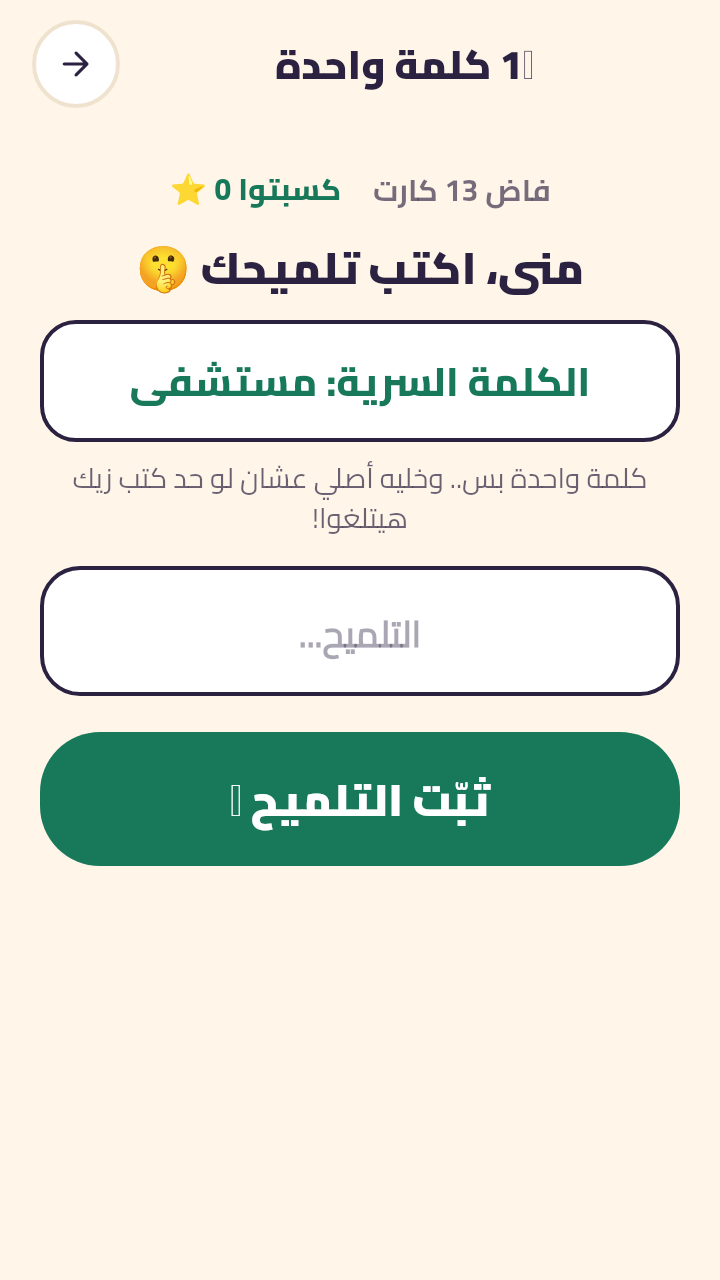 1 كلمة واحدة
فاض 13 كارت كسبتوا 0 ⭐
منى، اكتب تلميحك 🤫
الكلمة السرية: مستشفى
كلمة واحدة بس.. وخليه أصلي عشان لو حد كتب زيك
هيتلغوا!
التلميح...
ثبّت التلميح